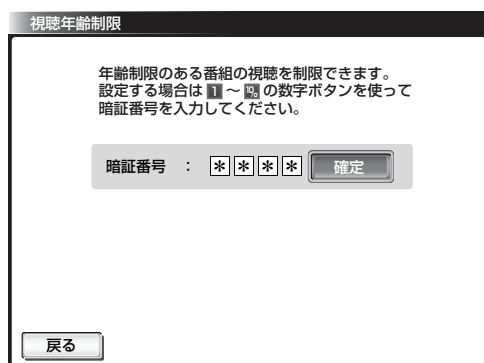 視聴年齢制限
年齢制限のある番組の視聴を制限できます。
設定する場合は 1 ～ 10 の数字ボタンを使って
暗証番号を入力してください。
暗証番号 ： * * * * 確定
戻る